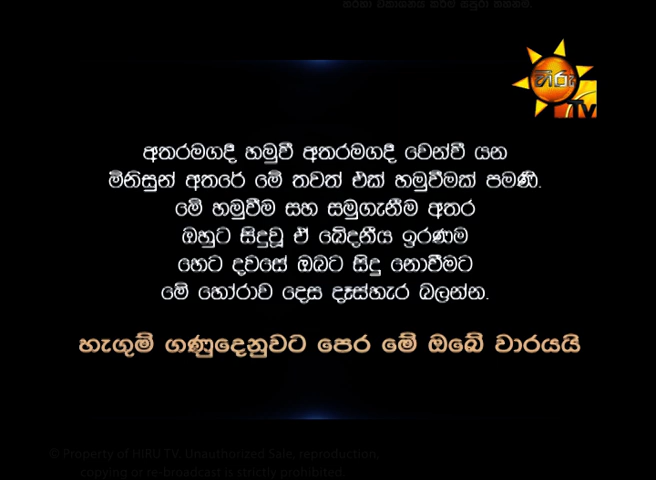 හිරු
Tv
අතරමගදී හමුවී අතරමගදී වෙන්වී යන
මිනිසුන් අතරේ මේ තවත් එක් හමුවීමක් පමණී.
මේ හමුවීම සහ සමුගැනීම අතර
ඔහුට සිදුවූ ඒ ඛේදනීය ඉරණම
හෙට දවසේ ඔබට සිදු නොවීමට
මේ හෝරාව දෙස දෑස්හැර බලන්න.
හැගුම් ගණුදෙනුවට පෙර මේ ඔබේ වාරයයි
© Property of HIRU TV. Unauthorized Sale, reproduction,
copying or re-broadcast is strictly prohibited.